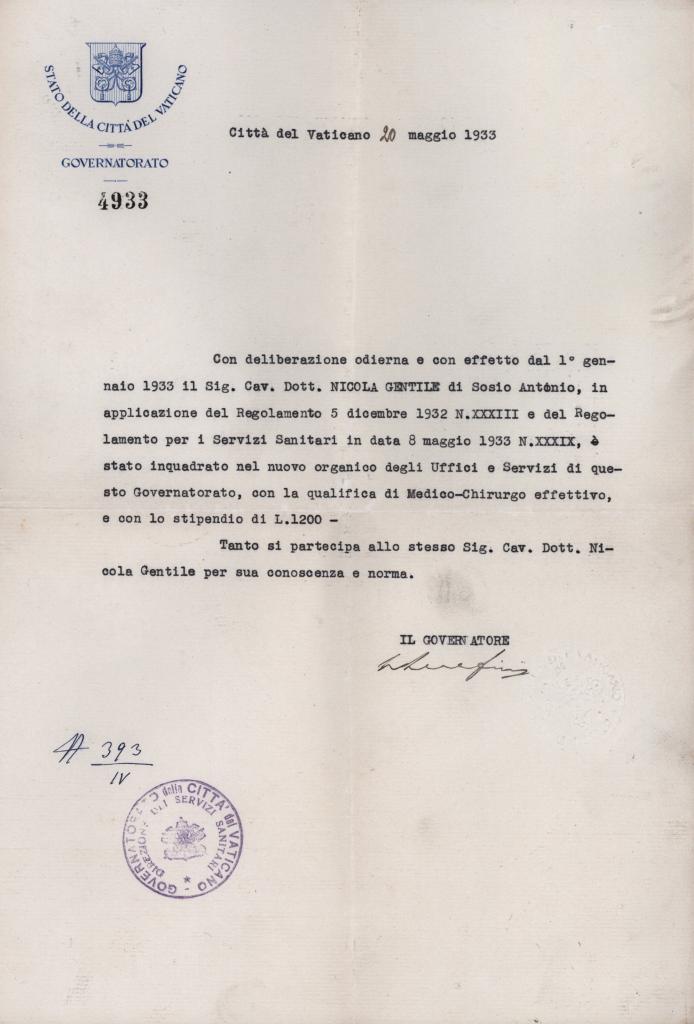 STATO DELLA CITTÀ DEL VATICANO
GOVERNATORATO
4933
Città del Vaticano 20 maggio 1933
Con deliberazione odierna e con effetto dal 1° gen-
naio 1933 il Sig. Cav. Dott. NICOLA GENTILE di Sosio Antonio, in
applicazione del Regolamento 5 dicembre 1932 N.XXXIII e del Rego-
lamento per i Servizi Sanitari in data 8 maggio 1933 N.XXXIX, è
stato inquadrato nel nuovo organico degli Uffici e Servizi di que-
sto Governatorato, con la qualifica di Medico-Chirurgo effettivo,
e con lo stipendio di L.1200 -
Tanto si partecipa allo stesso Sig. Cav. Dott. Ni-
cola Gentile per sua conoscenza e norma.
IL GOVERNATORE
393
IV
GOVERNATORATO della CITTA' del VATICANO
DIREZIONE DEI SERVIZI SANITARI